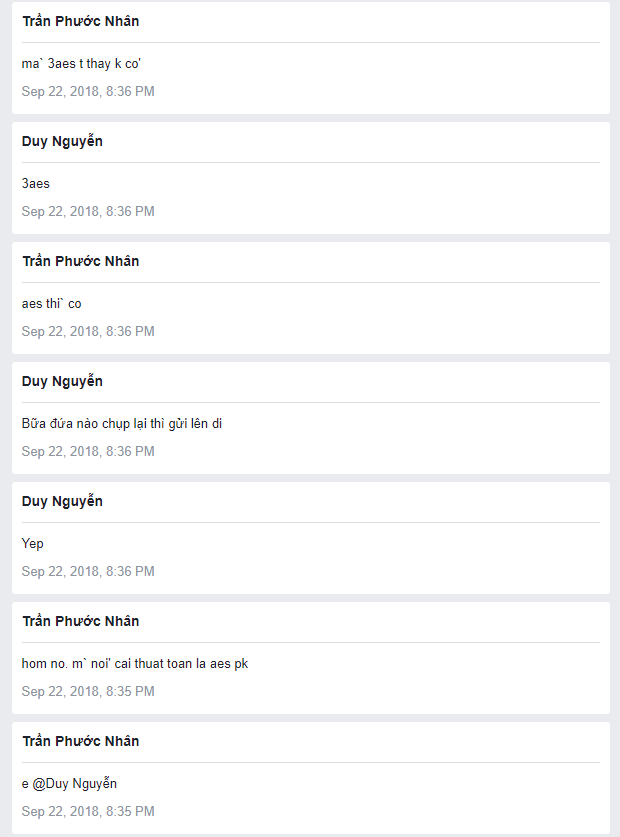 Trần Phước Nhân
ma` 3aes t thay k co'
Sep 22, 2018, 8:36 PM
Duy Nguyễn
3aes
Sep 22, 2018, 8:36 PM
Trần Phước Nhân
aes thi` co
Sep 22, 2018, 8:36 PM
Duy Nguyễn
Bữa đứa nào chụp lại thì gửi lên di
Sep 22, 2018, 8:36 PM
Duy Nguyễn
Yep
Sep 22, 2018, 8:36 PM
Trần Phước Nhân
hom no. m` noi' cai thuat toan la aes pk
Sep 22, 2018, 8:35 PM
Trần Phước Nhân
e @Duy Nguyễn
Sep 22, 2018, 8:35 PM